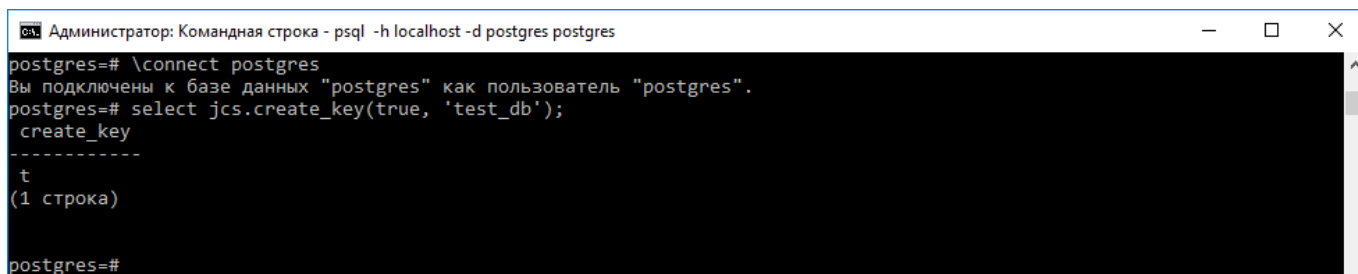 Администратор: Командная строка - psql -h localhost -d postgres postgres
postgres=# \connect postgres
Вы подключены к базе данных "postgres" как пользователь "postgres".
postgres=# select jcs.create_key(true, 'test_db');
create_key
------------
t
(1 строка)
postgres=#